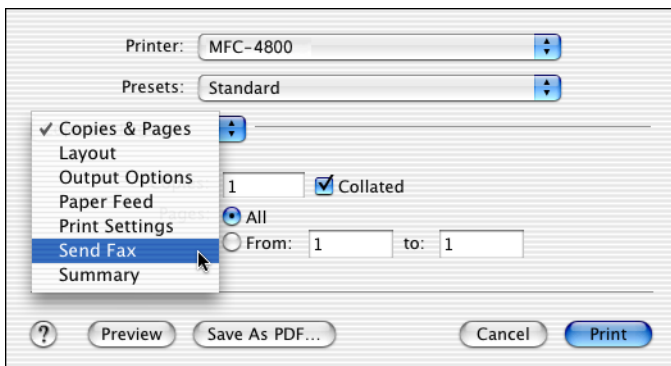 Printer: MFC-4800
Presets: Standard
✓ Copies & Pages
Layout
Output Options
Paper Feed
Print Settings
Send Fax
Summary
1 Collated
Pages
All
From: 1 to: 1
? Preview Save As PDF... Cancel Print